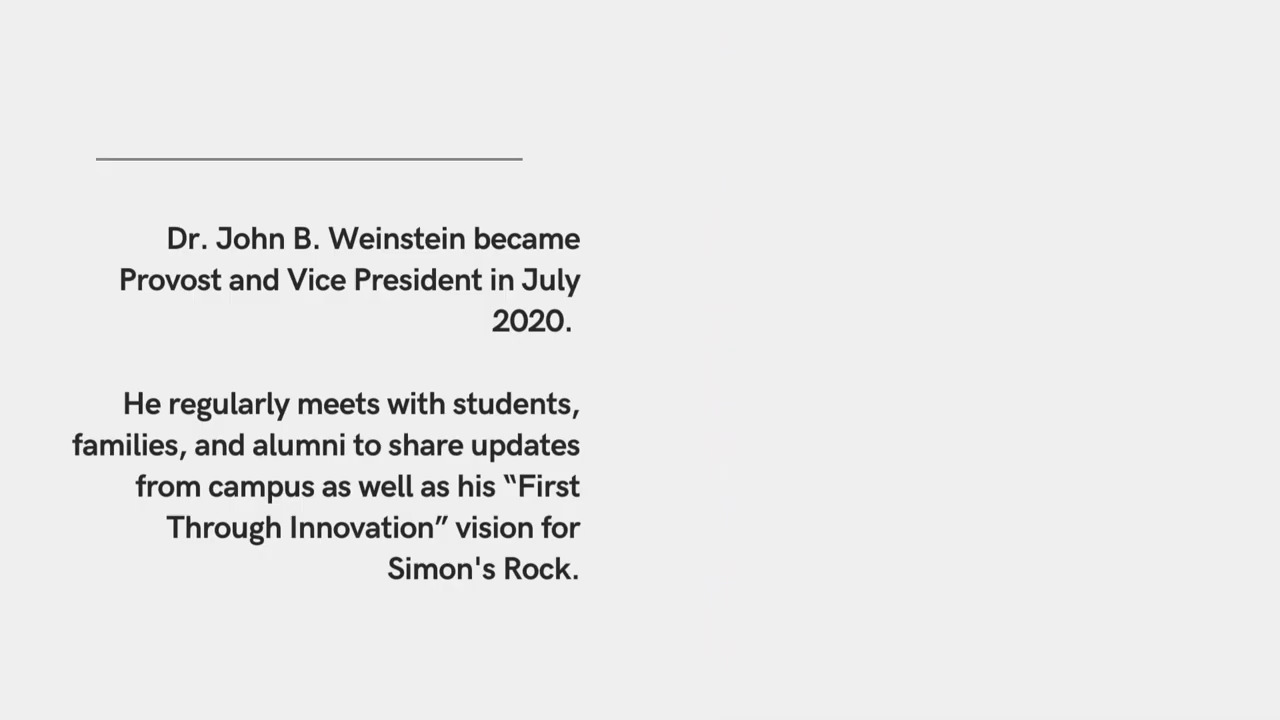 Dr. John B. Weinstein became
Provost and Vice President in July
2020.
He regularly meets with students,
families, and alumni to share updates
from campus as well as his “First
Through Innovation” vision for
Simon's Rock.